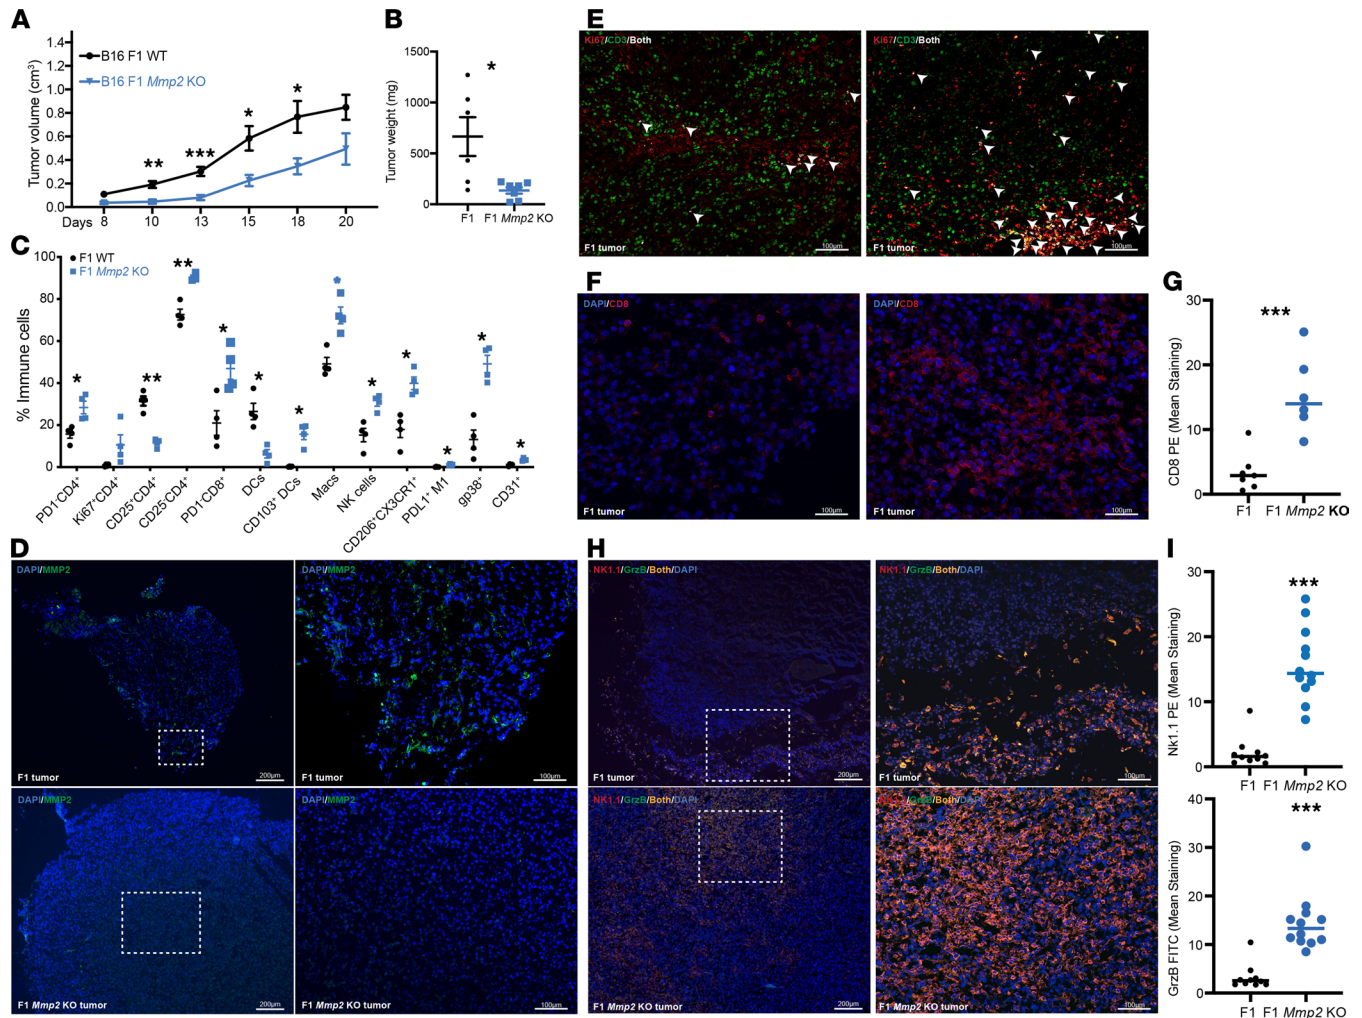 A
B16 F1 WT
B16 F1 Mmp2 KO
Tumor volume (cm³)
1.4
1.0
0.8
0.6
0.4
0.2
0
Days 8 10 13 15 18 20
** *** * *
B
Tumor weight (mg)
1500
1000
500
0
*
F1 F1 Mmp2 KO
C
F1 WT
F1 Mmp2 KO
% Immune cells
100
80
60
40
20
0
* ** ** * * * * * * * * *
PD1⁻CD4⁺
Ki67⁺CD4⁺
CD25⁺CD4⁺
CD25⁻CD4⁺
PD1⁻CD8⁺
DCs
CD103⁺ DCs
Macs
NK cells
CD206⁺CX3CR1⁺
PDL1⁺ M1
gp38⁺
CD31⁺
D
DAPI/MMP2
F1 tumor
200µm
DAPI/MMP2
F1 tumor
100µm
DAPI/MMP2
F1 Mmp2 KO tumor
200µm
DAPI/MMP2
F1 Mmp2 KO tumor
100µm
E
Ki67/CD3/Both
F1 tumor
100µm
Ki67/CD3/Both
F1 tumor
100µm
F
DAPI/CD8
F1 tumor
100µm
DAPI/CD8
F1 tumor
100µm
G
CD8 PE (Mean Staining)
30
20
10
0
***
F1 F1 Mmp2 KO
H
NK1.1/GrzB/Both/DAPI
F1 tumor
200µm
NK1.1/GrzB/Both/DAPI
F1 tumor
100µm
NK1.1/GrzB/Both/DAPI
F1 Mmp2 KO tumor
200µm
/GrzB/Both/DAPI
F1 Mmp2 KO tumor
100µm
I
Nk1.1 PE (Mean Staining)
30
20
10
0
***
F1 F1 Mmp2 KO
GrzB FITC (Mean Staining)
40
30
20
10
0
***
F1 F1 Mmp2 KO